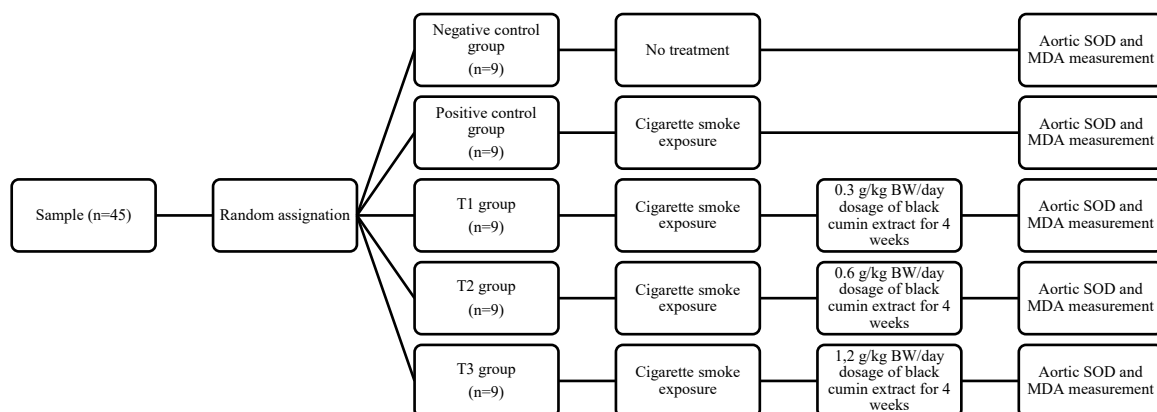 Negative control
group
(n=9)
No treatment
Aortic SOD and
MDA measurement
Positive control
group
(n=9)
Cigarette smoke
exposure
Aortic SOD and
MDA measurement
Sample (n=45)
Random assignation
T1 group
(n=9)
Cigarette smoke
exposure
0.3 g/kg BW/day
dosage of black
cumin extract for 4
weeks
Aortic SOD and
MDA measurement
T2 group
(n=9)
Cigarette smoke
exposure
0.6 g/kg BW/day
dosage of black
cumin extract for 4
weeks
Aortic SOD and
MDA measurement
T3 group
(n=9)
Cigarette smoke
exposure
1,2 g/kg BW/day
dosage of black
cumin extract for 4
weeks
Aortic SOD and
MDA measurement